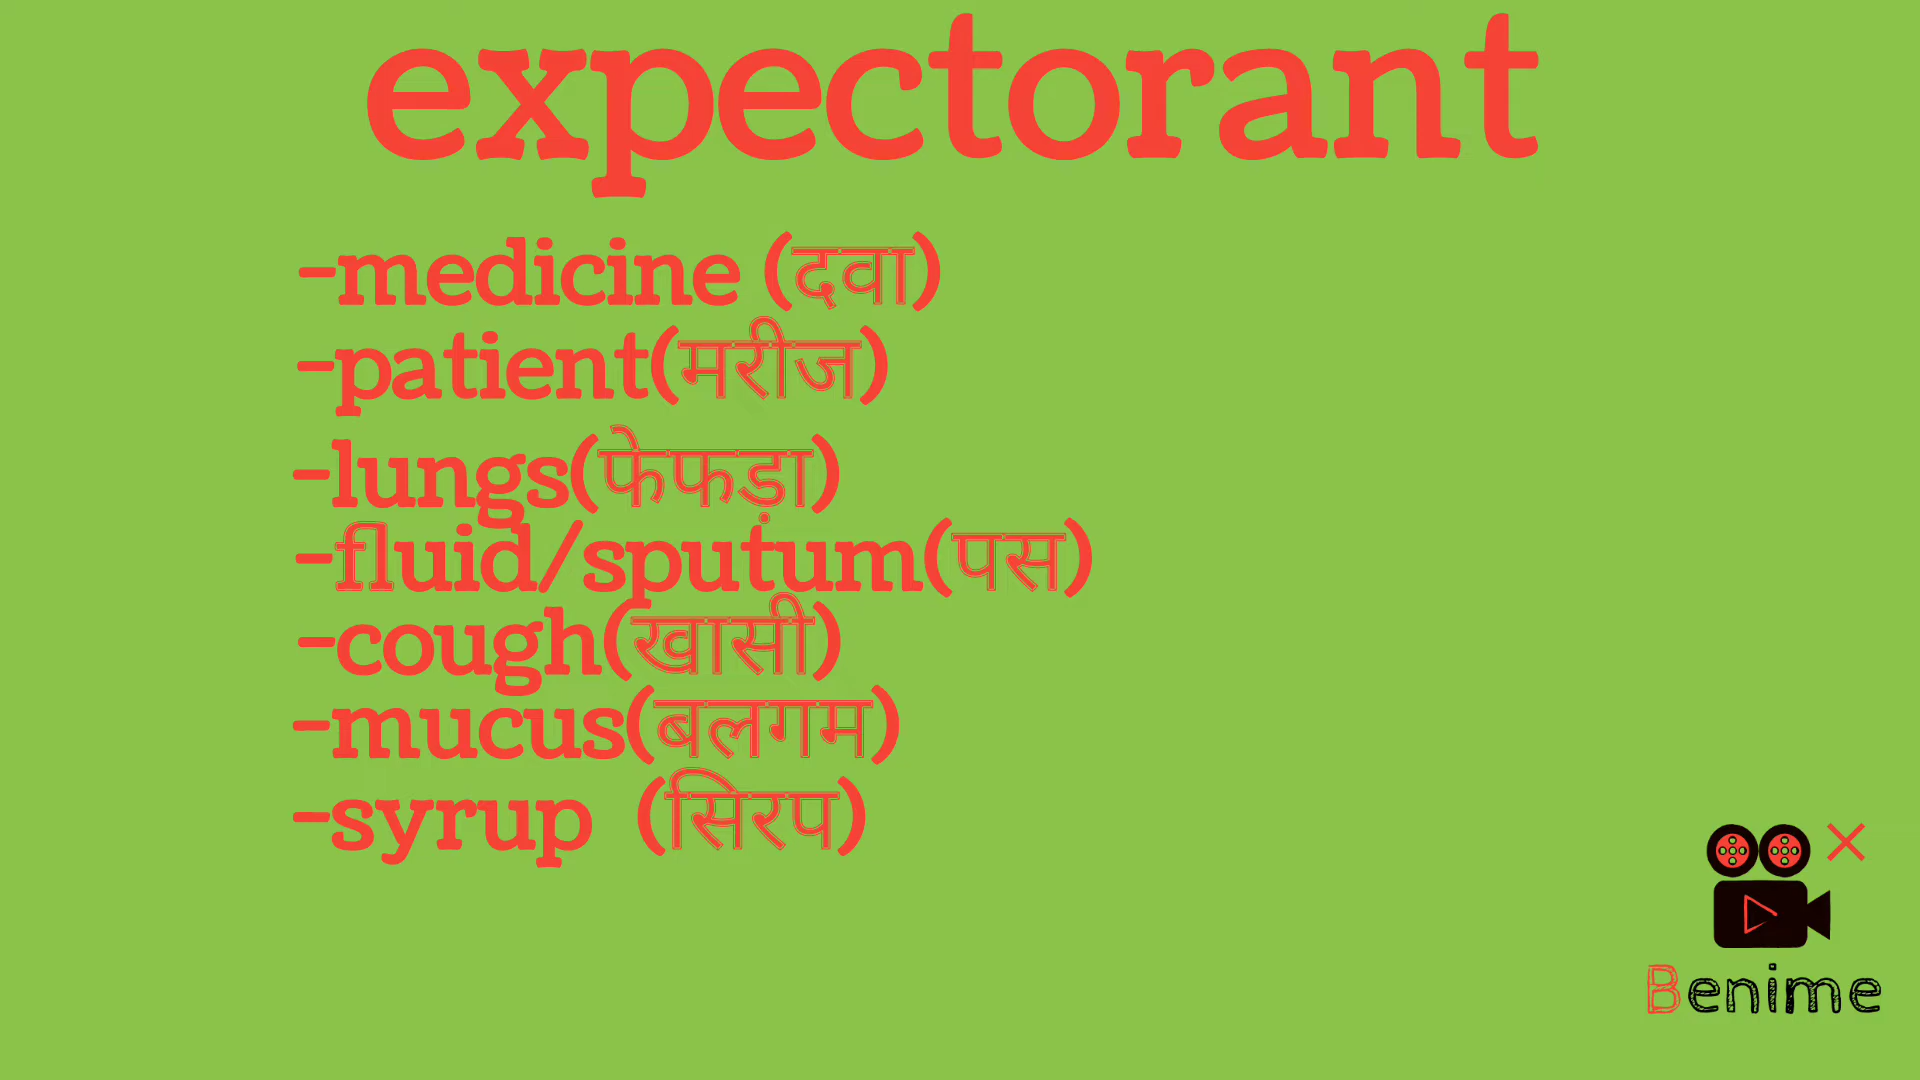 expectorant
-medicine (दवा)
-patient(मरीज)
-lungs(फेफड़ा)
-fluid/sputum(पस)
-cough(खासी)
-mucus(बलगम)
-syrup (सिरप)
Benime